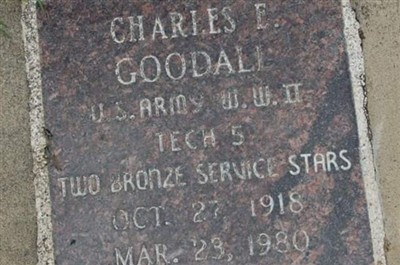 CHARLES E.
GOODALL
U.S. ARMY W.W. II
TECH 5
TWO BRONZE SERVICE STARS
OCT. 27, 1918
MAR. 23, 1980